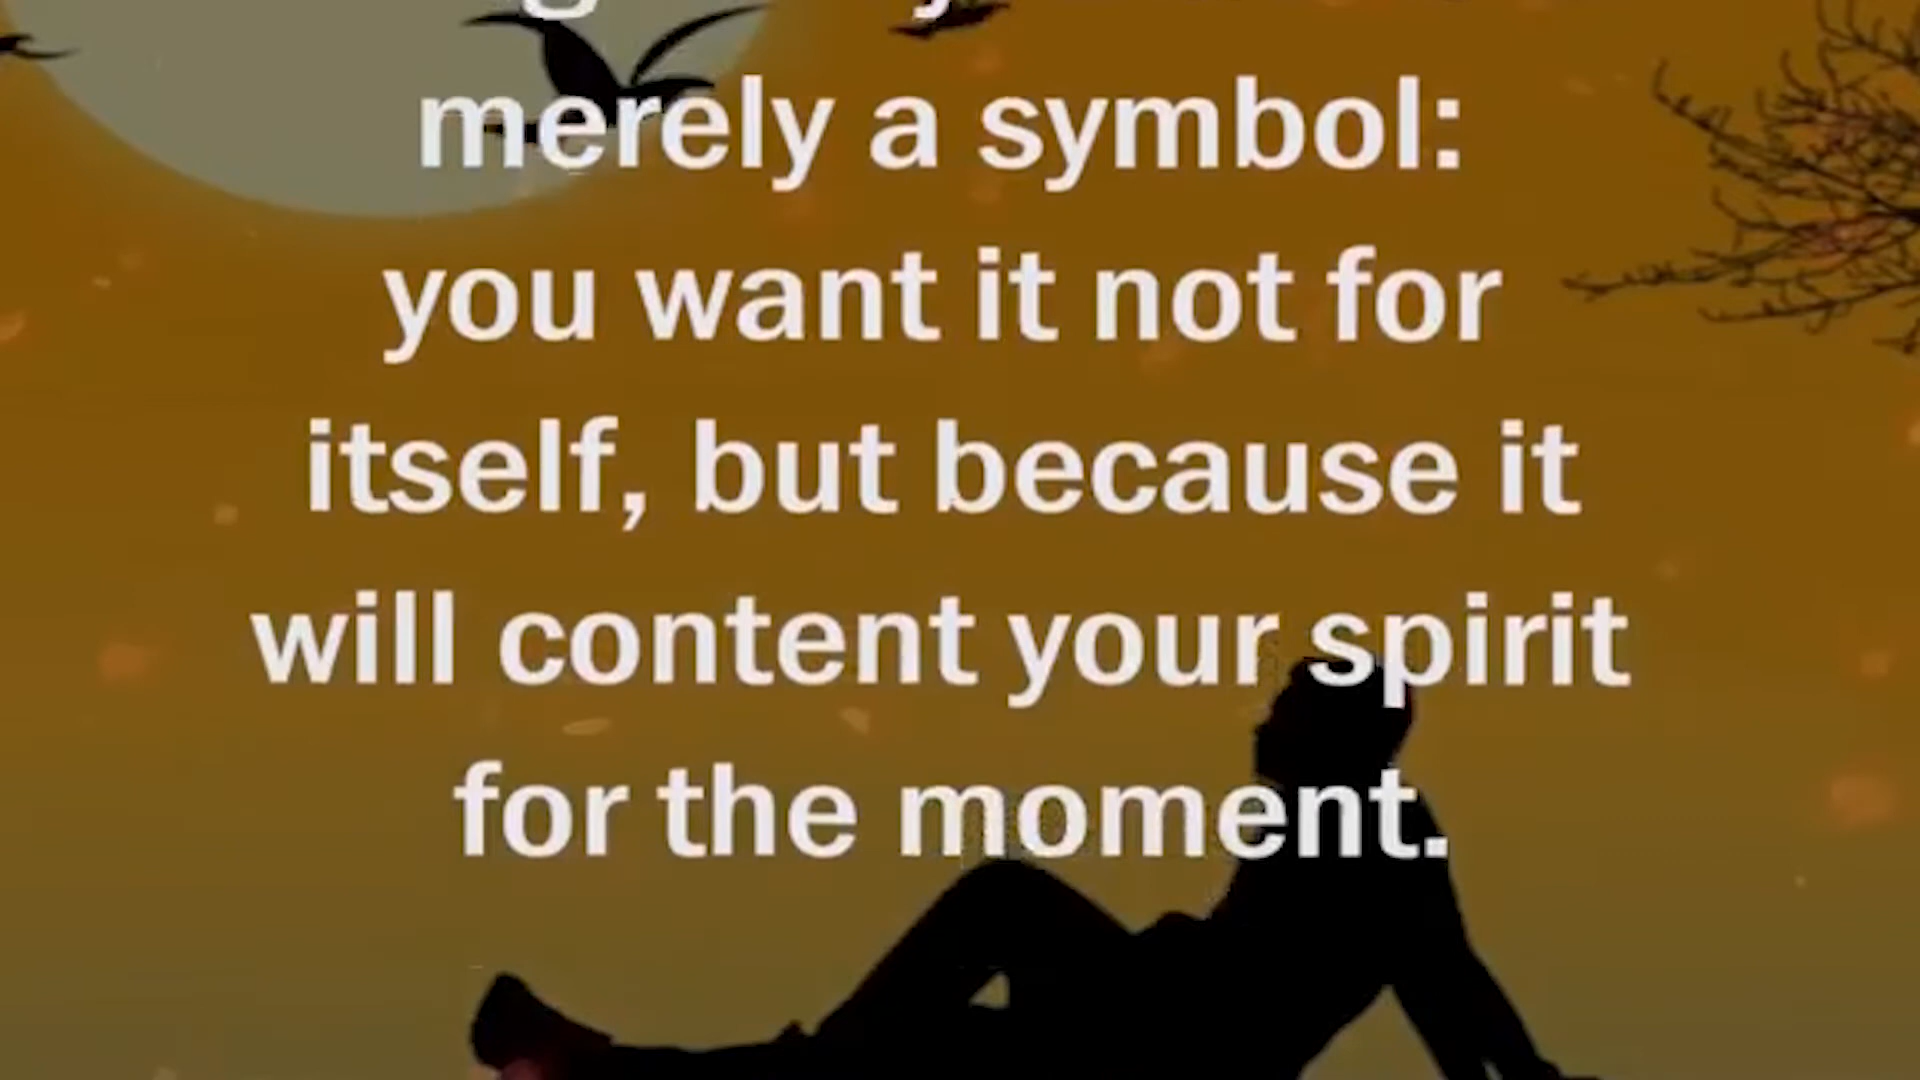 merely a symbol:
you want it not for
itself, but because it
will content your spirit
for the moment.